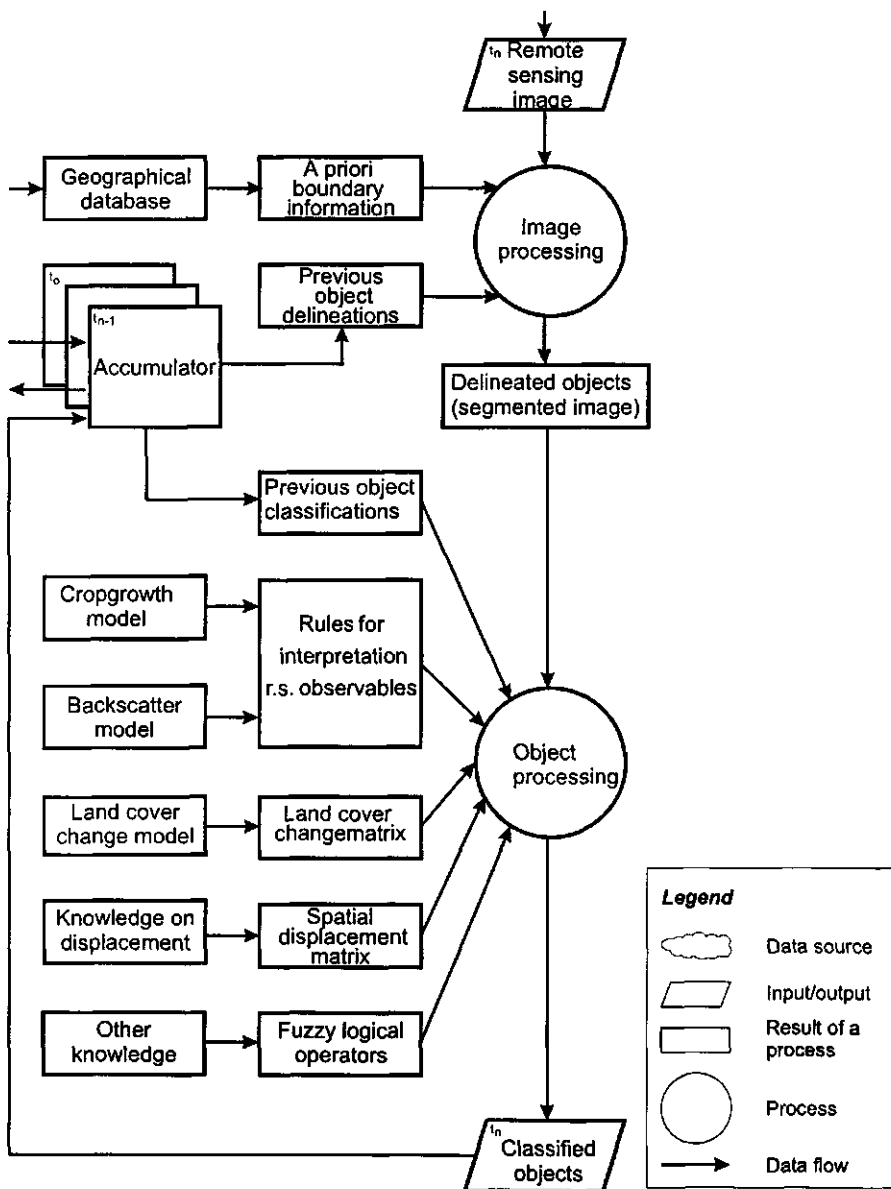 tn Remote
sensing
image
Geographical
database
A priori
boundary
information
Image
processing
to
tn-1
Accumulator
Previous
object
delineations
Delineated objects
(segmented image)
Previous object
classifications
Cropgrowth
model
Rules for
interpretation
r.s. observables
Backscatter
model
Object
processing
Land cover
change model
Land cover
changematrix
Knowledge on
displacement
Spatial
displacement
matrix
Other
knowledge
Fuzzy logical
operators
tn
Classified
objects
Legend
Data source
Input/output
Result of a
process
Process
Data flow